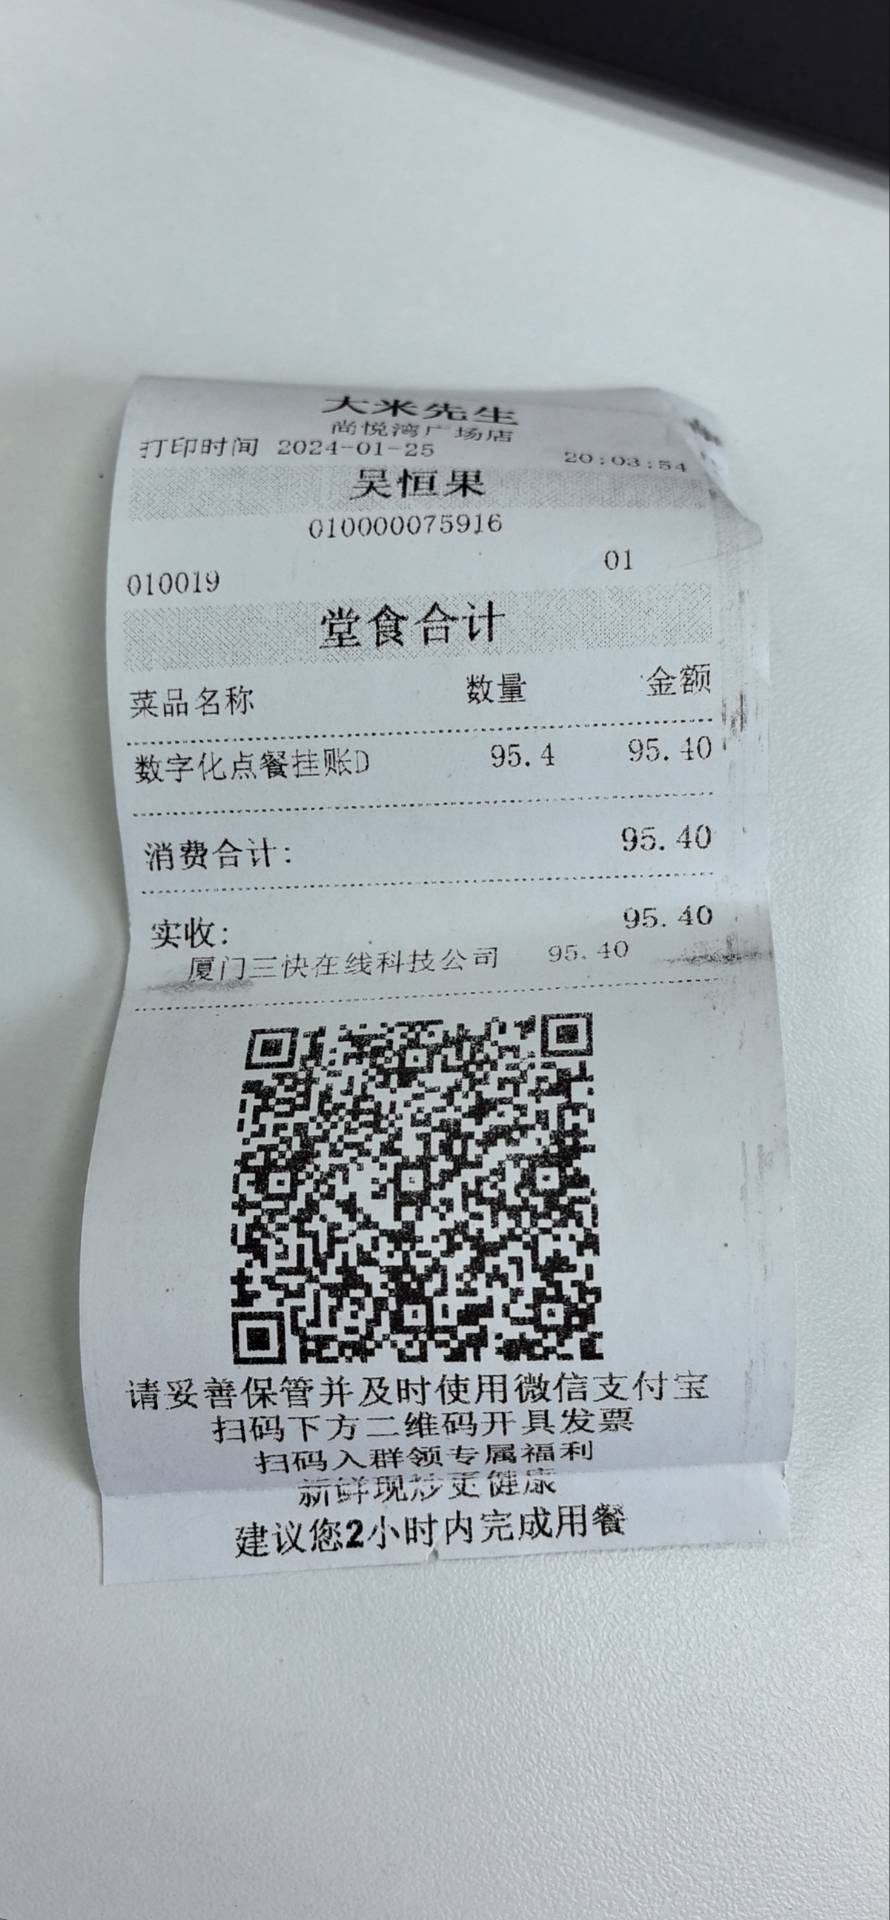 大米先生
尚悦湾广场店
打印时间 2024-01-25 20:03:54
吴恒果
010000075916
010019 01
堂食合计
菜品名称 数量 金额
数字化点餐挂账D 95.4 95.40
消费合计: 95.40
实收: 95.40
厦门三快在线科技公司 95.40
请妥善保管并及时使用微信支付宝
扫码下方二维码开具发票
扫码入群领专属福利
新鲜现炒更健康
建议您2小时内完成用餐